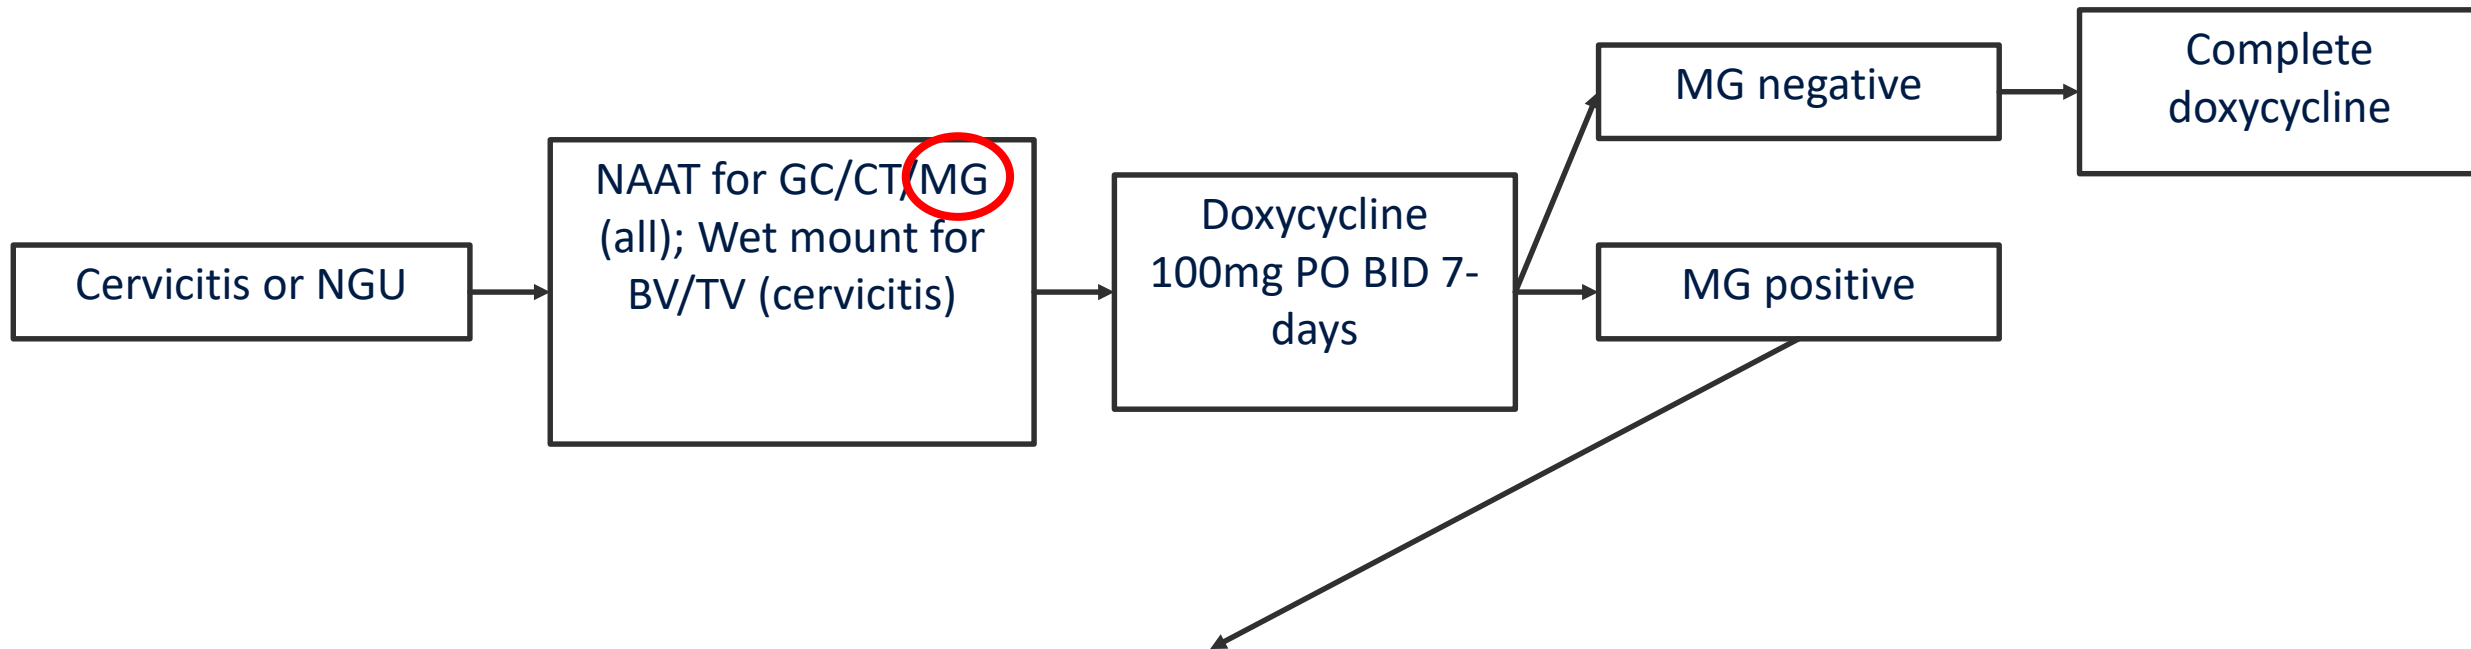 Cervicitis or NGU
NAAT for GC/CT/MG
(all); Wet mount for
BV/TV (cervicitis)
Doxycycline
100mg PO BID 7-
days
MG negative
MG positive
Complete
doxycycline